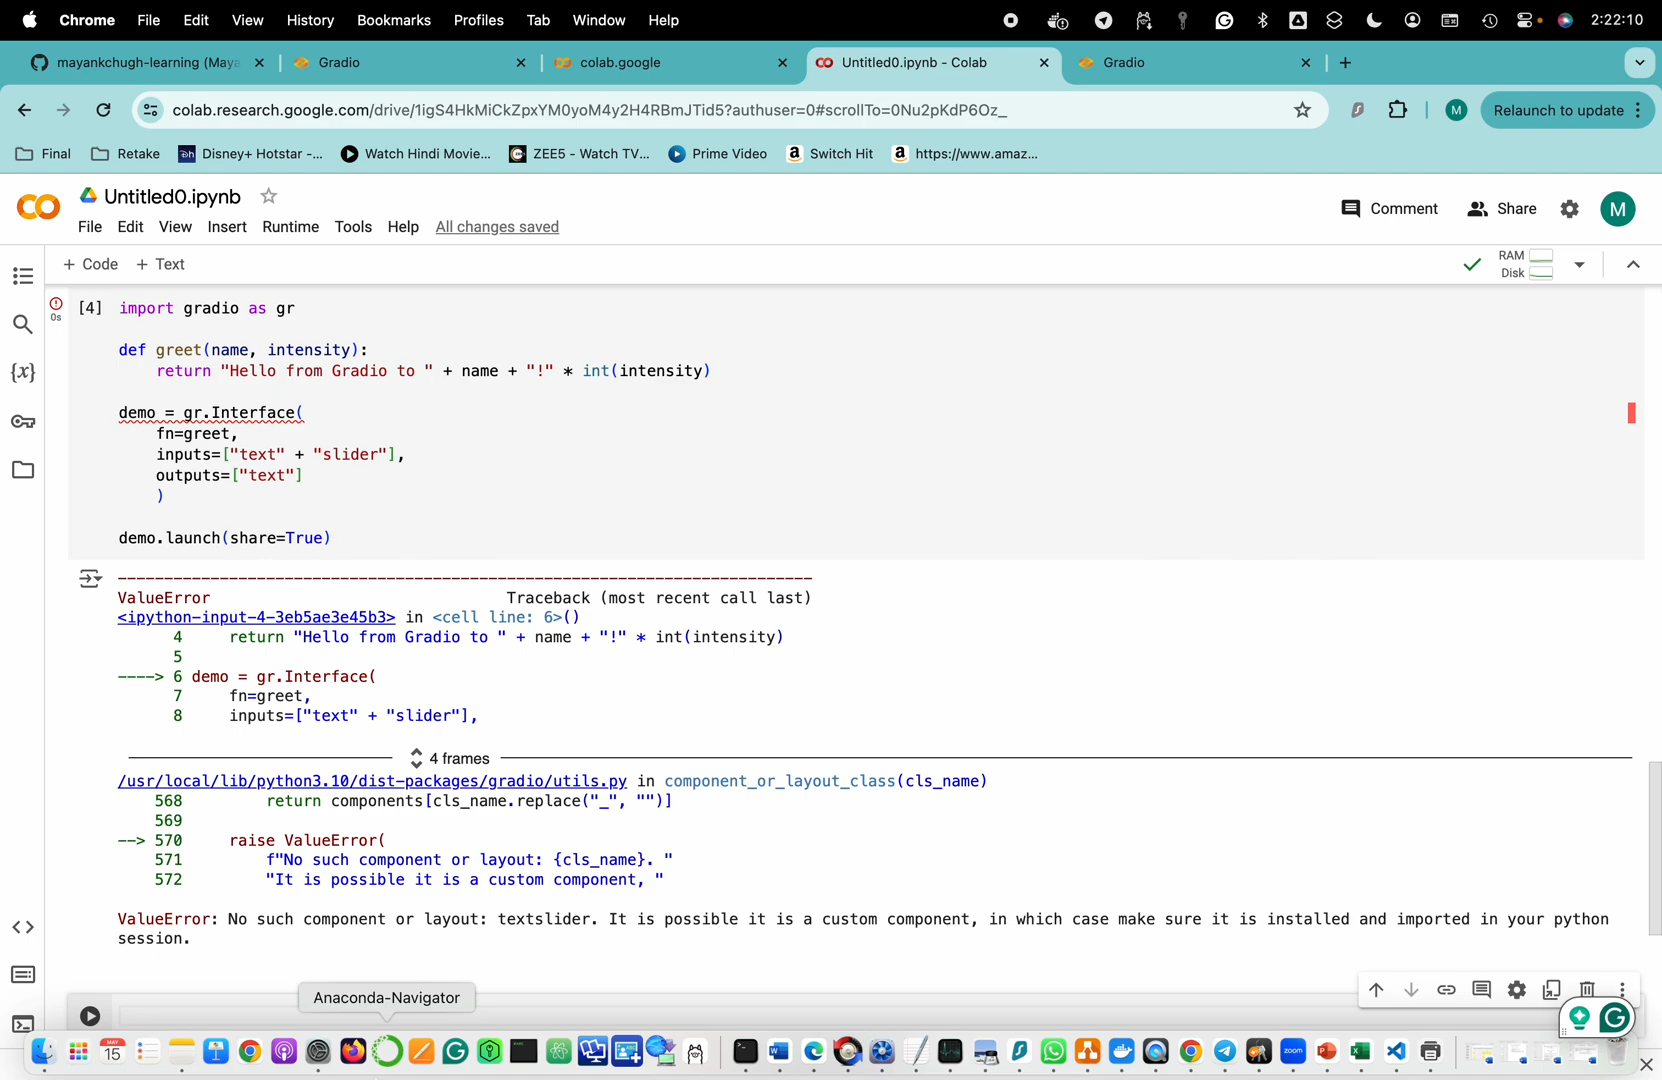 Chrome File Edit View History Bookmarks Profiles Tab Window Help 2:22:10
mayankchugh-learning (Maya Gradio colab.google Untitled0.ipynb - Colab Gradio
colab.research.google.com/drive/1igS4HkMiCkZpxYM0yoM4y2H4RBmJTid5?authuser=0#scrollTo=0Nu2pKdP6Oz_ M Relaunch to update
Final Retake Disney+ Hotstar -... Watch Hindi Movie... ZEE5 - Watch TV... Prime Video Switch Hit https://www.amaz...
Untitled0.ipynb
Comment Share M
File Edit View Insert Runtime Tools Help All changes saved
+ Code + Text RAM
Disk
[4] import gradio as gr
0s
def greet(name, intensity):
return "Hello from Gradio to " + name + "!" * int(intensity)
demo = gr.Interface(
fn=greet,
inputs=["text" + "slider"],
outputs=["text"]
)
demo.launch(share=True)
---------------------------------------------------------------------------
ValueError Traceback (most recent call last)
<ipython-input-4-3eb5ae3e45b3> in <cell line: 6>()
4 return "Hello from Gradio to " + name + "!" * int(intensity)
5
----> 6 demo = gr.Interface(
7 fn=greet,
8 inputs=["text" + "slider"],
4 frames
/usr/local/lib/python3.10/dist-packages/gradio/utils.py in component_or_layout_class(cls_name)
568 return components[cls_name.replace("_", "")]
569
--> 570 raise ValueError(
571 f"No such component or layout: {cls_name}. "
572 "It is possible it is a custom component, "
ValueError: No such component or layout: textslider. It is possible it is a custom component, in which case make sure it is installed and imported in your python
session.
Anaconda-Navigator
MAY
15
zoom